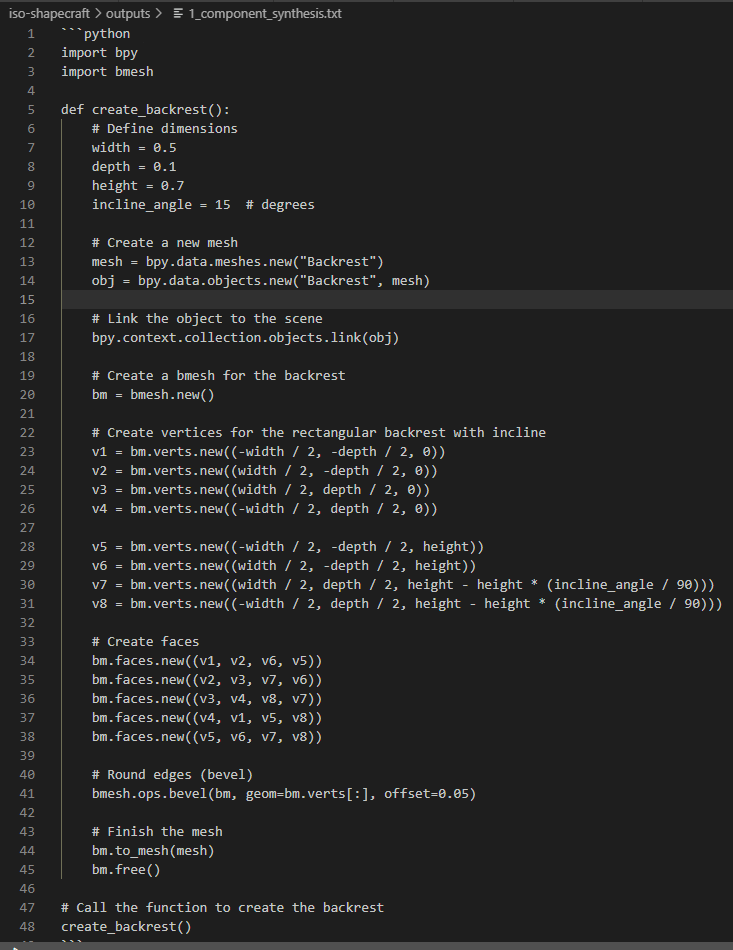 iso-shapecraft > outputs > 1_component_synthesis.txt
1 ```python
2 import bpy
3 import bmesh
4
5 def create_backrest():
6     # Define dimensions
7     width = 0.5
8     depth = 0.1
9     height = 0.7
10     incline_angle = 15  # degrees
11
12     # Create a new mesh
13     mesh = bpy.data.meshes.new("Backrest")
14     obj = bpy.data.objects.new("Backrest", mesh)
15
16     # Link the object to the scene
17     bpy.context.collection.objects.link(obj)
18
19     # Create a bmesh for the backrest
20     bm = bmesh.new()
21
22     # Create vertices for the rectangular backrest with incline
23     v1 = bm.verts.new((-width / 2, -depth / 2, 0))
24     v2 = bm.verts.new((width / 2, -depth / 2, 0))
25     v3 = bm.verts.new((width / 2, depth / 2, 0))
26     v4 = bm.verts.new((-width / 2, depth / 2, 0))
27
28     v5 = bm.verts.new((-width / 2, -depth / 2, height))
29     v6 = bm.verts.new((width / 2, -depth / 2, height))
30     v7 = bm.verts.new((width / 2, depth / 2, height - height * (incline_angle / 90)))
31     v8 = bm.verts.new((-width / 2, depth / 2, height - height * (incline_angle / 90)))
32
33     # Create faces
34     bm.faces.new((v1, v2, v6, v5))
35     bm.faces.new((v2, v3, v7, v6))
36     bm.faces.new((v3, v4, v8, v7))
37     bm.faces.new((v4, v1, v5, v8))
38     bm.faces.new((v5, v6, v7, v8))
39
40     # Round edges (bevel)
41     bmesh.ops.bevel(bm, geom=bm.verts[:], offset=0.05)
42
43     # Finish the mesh
44     bm.to_mesh(mesh)
45     bm.free()
46
47 # Call the function to create the backrest
48 create_backrest()
```